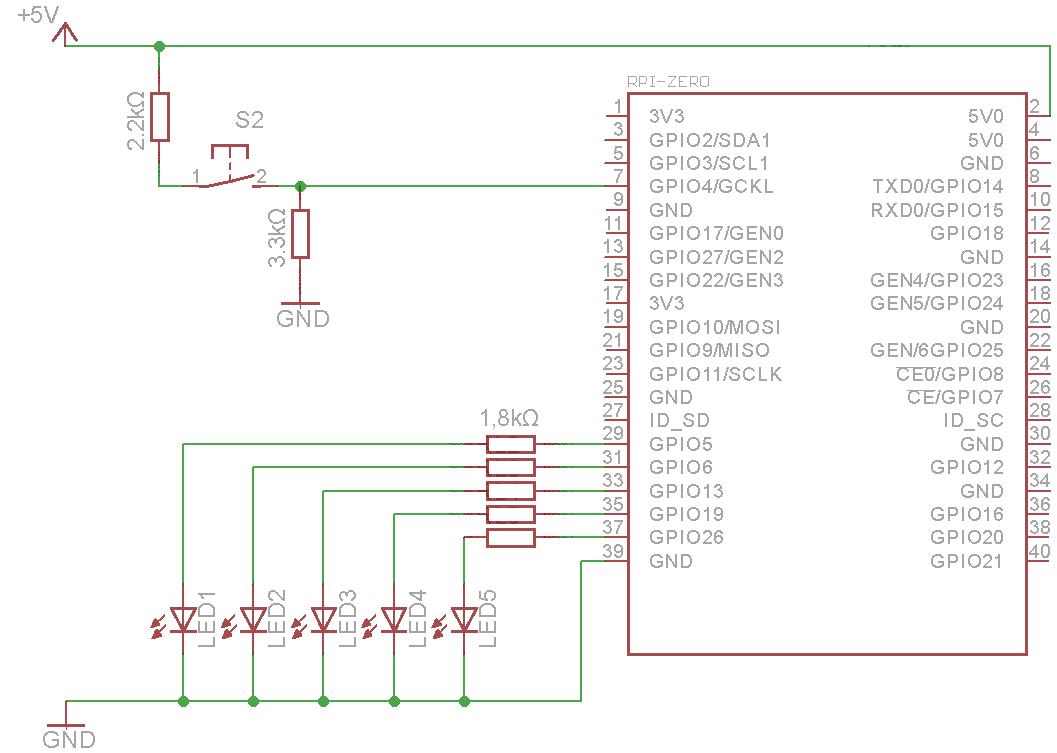 +5V
RPI-ZERO
2.2kΩ
S2
1 2
3.3kΩ
GND
1 3V3 5V0 2
3 GPIO2/SDA1 5V0 4
5 GPIO3/SCL1 GND 6
7 GPIO4/GCKL TXD0/GPIO14 8
9 GND RXD0/GPIO15 10
11 GPIO17/GEN0 GPIO18 12
13 GPIO27/GEN2 GND 14
15 GPIO22/GEN3 GEN4/GPIO23 16
17 3V3 GEN5/GPIO24 18
19 GPIO10/MOSI GND 20
21 GPIO9/MISO GEN/6GPIO25 22
23 GPIO11/SCLK CE0/GPIO8 24
25 GND CE/GPIO7 26
27 ID_SD ID_SC 28
29 GPIO5 GND 30
31 GPIO6 GPIO12 32
33 GPIO13 GND 34
35 GPIO19 GPIO16 36
37 GPIO26 GPIO20 38
39 GND GPIO21 40
1,8kΩ
LED1
LED2
LED3
LED4
LED5
GND